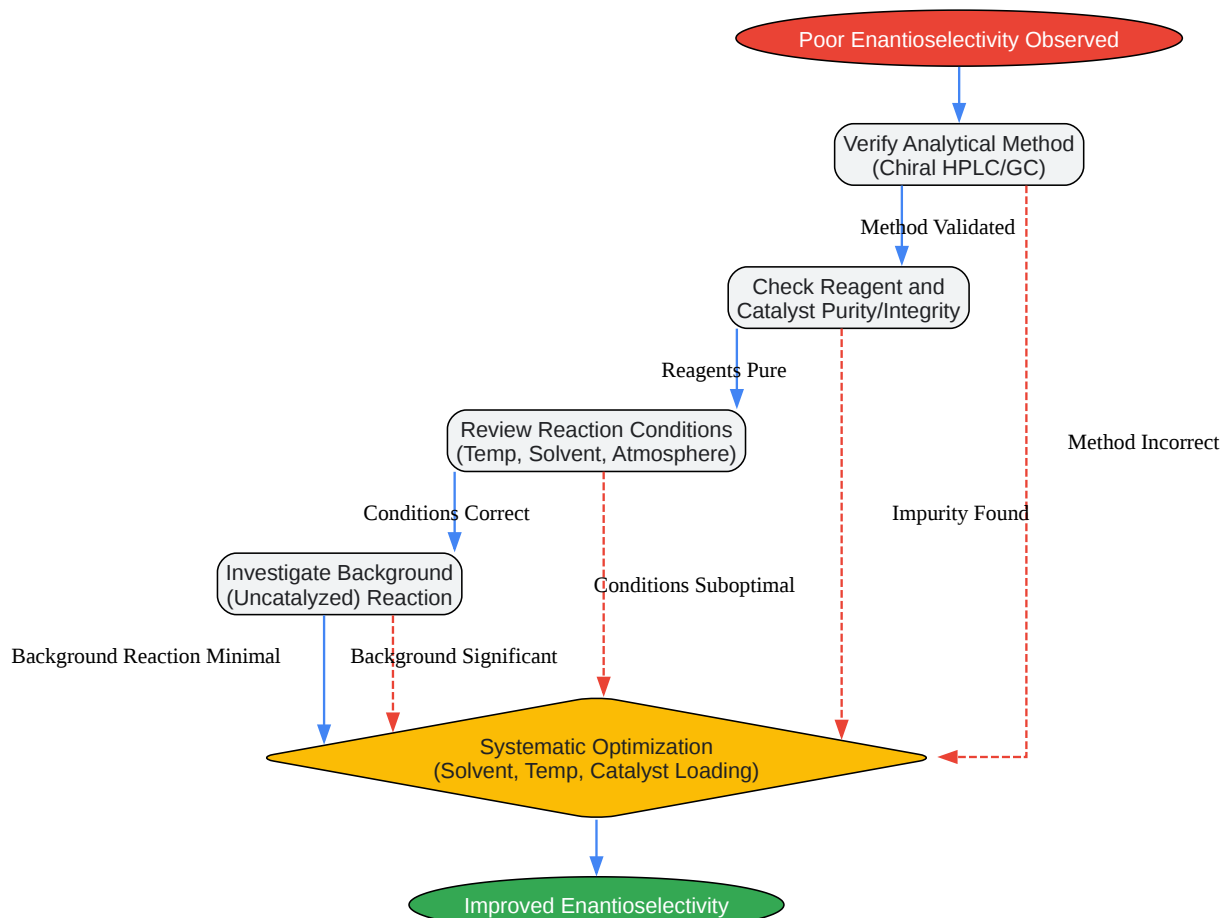 Poor Enantioselectivity Observed
Verify Analytical Method
(Chiral HPLC/GC)
Method Validated
Check Reagent and
Catalyst Purity/Integrity
Reagents Pure
Review Reaction Conditions
(Temp, Solvent, Atmosphere)
Method Incorrect
Conditions Correct
Impurity Found
Investigate Background
(Uncatalyzed) Reaction
Conditions Suboptimal
Background Reaction Minimal
Background Significant
Systematic Optimization
(Solvent, Temp, Catalyst Loading)
Improved Enantioselectivity